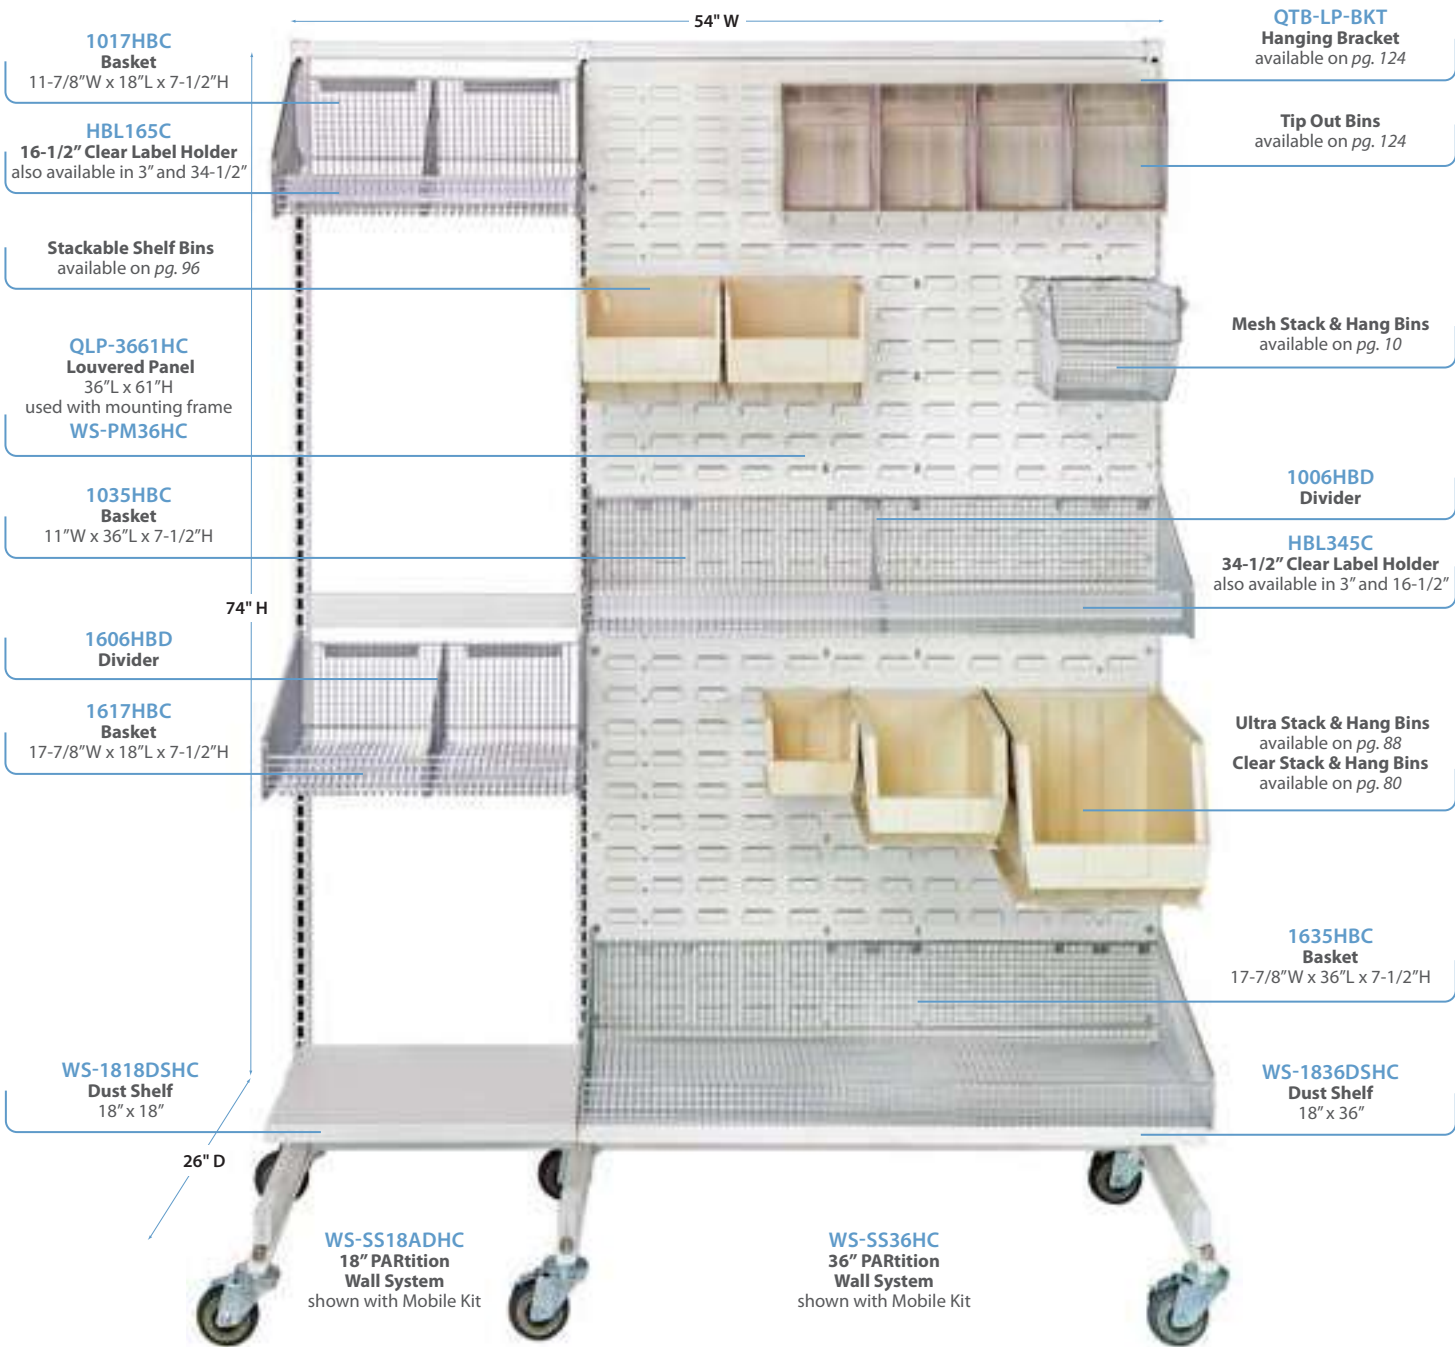 54" W
1017HBC
Basket
11-7/8”W x 18”L x 7-1/2”H
HBL165C
16-1/2” Clear Label Holder
also available in 3” and 34-1/2”
Stackable Shelf Bins
available on pg. 96
QLP-3661HC
Louvered Panel
36”L x 61”H
used with mounting frame
WS-PM36HC
1035HBC
Basket
11”W x 36”L x 7-1/2”H
74" H
1606HBD
Divider
1617HBC
Basket
17-7/8”W x 18”L x 7-1/2”H
WS-1818DSHC
Dust Shelf
18” x 18”
26" D
WS-SS18ADHC
18” PARtition
Wall System
shown with Mobile Kit
WS-SS36HC
36” PARtition
Wall System
shown with Mobile Kit
QTB-LP-BKT
Hanging Bracket
available on pg. 124
Tip Out Bins
available on pg. 124
Mesh Stack & Hang Bins
available on pg. 10
1006HBD
Divider
HBL345C
34-1/2” Clear Label Holder
also available in 3” and 16-1/2”
Ultra Stack & Hang Bins
available on pg. 88
Clear Stack & Hang Bins
available on pg. 80
1635HBC
Basket
17-7/8”W x 36”L x 7-1/2”H
WS-1836DSHC
Dust Shelf
18” x 36”